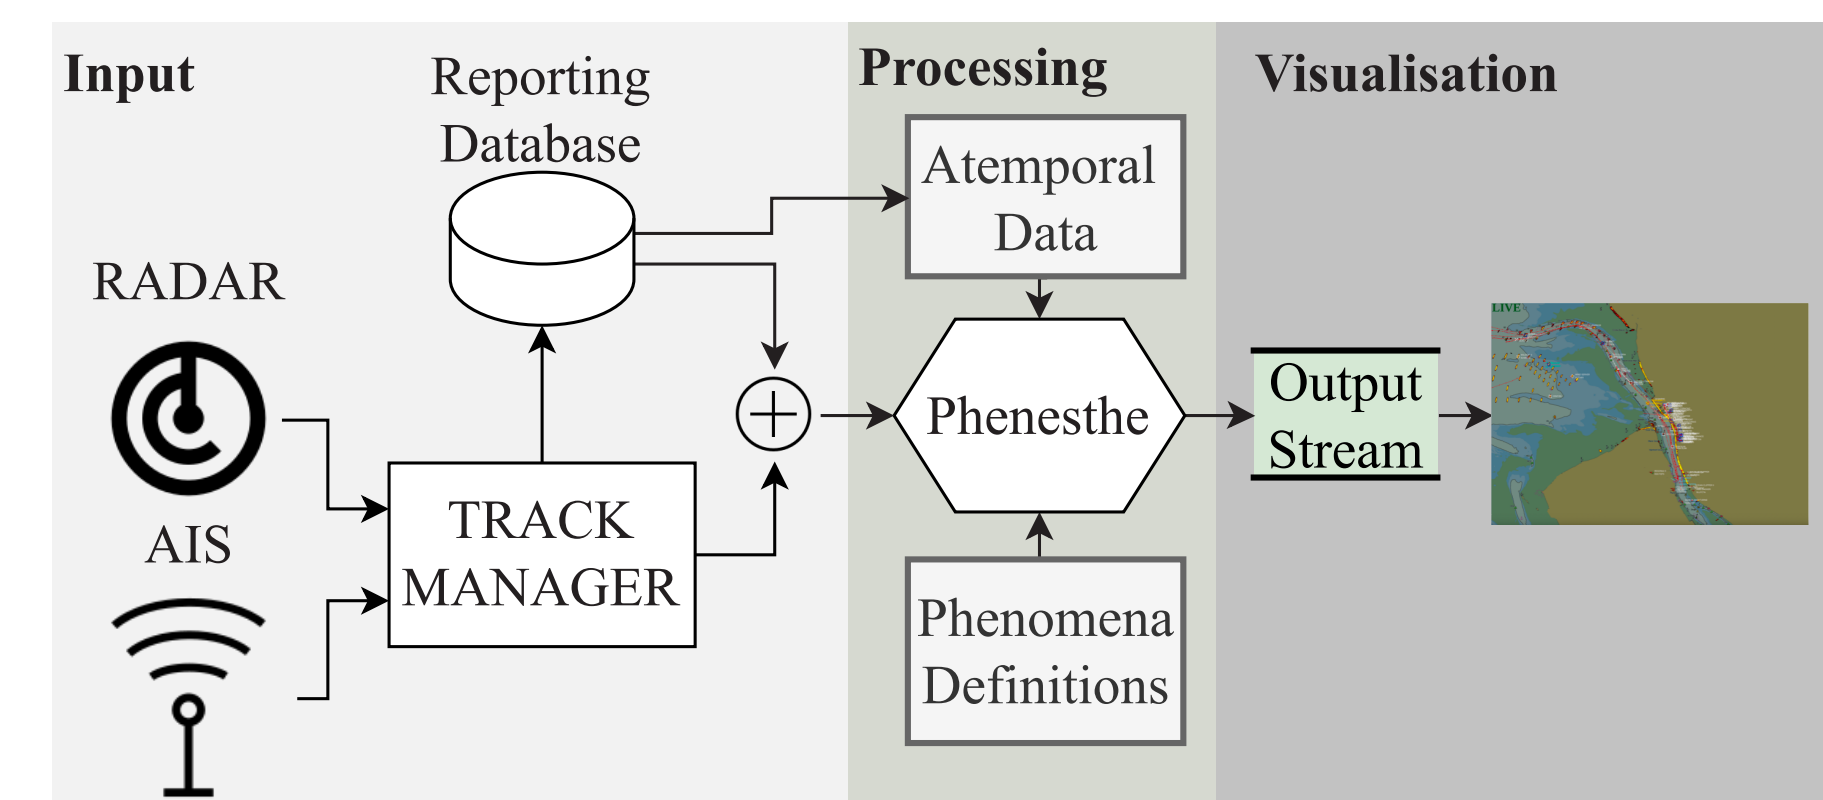 Input
Reporting
Database
RADAR
AIS
TRACK
MANAGER
Processing
Atemporal
Data
Phenesthe
Phenomena
Definitions
Visualisation
Output
Stream
LIVE